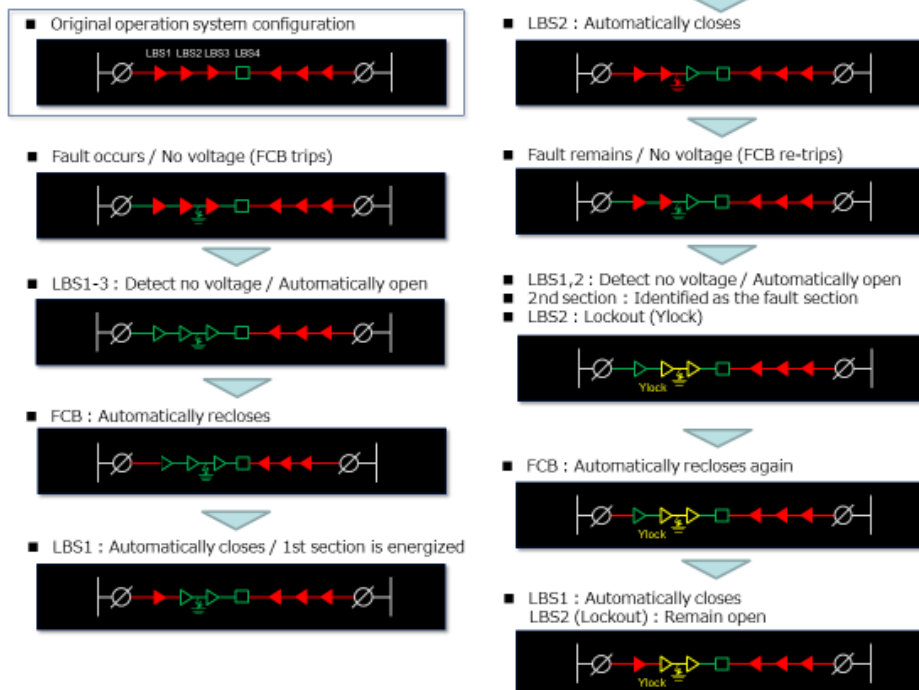 Original operation system configuration
LBS1 LBS2 LBS3 LBS4
Fault occurs / No voltage (FCB trips)
LBS1-3 : Detect no voltage / Automatically open
FCB : Automatically recloses
LBS1 : Automatically closes / 1st section is energized
LBS2 : Automatically closes
Fault remains / No voltage (FCB re-trips)
LBS1,2 : Detect no voltage / Automatically open
2nd section : Identified as the fault section
LBS2: Lockout (Ylock)
Ylock
FCB : Automatically recloses again
Ylock
LBS1 : Automatically closes
LBS2 (Lockout) : Remain open
Ylock